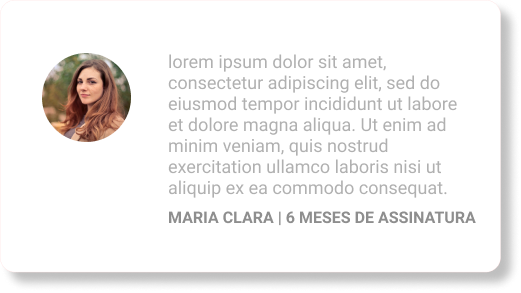 lorem ipsum dolor sit amet,
consectetur adipiscing elit, sed do
eiusmod tempor incididunt ut labore
et dolore magna aliqua. Ut enim ad
minim veniam, quis nostrud
exercitation ullamco laboris nisi ut
aliquip ex ea commodo consequat.
MARIA CLARA | 6 MESES DE ASSINATURA